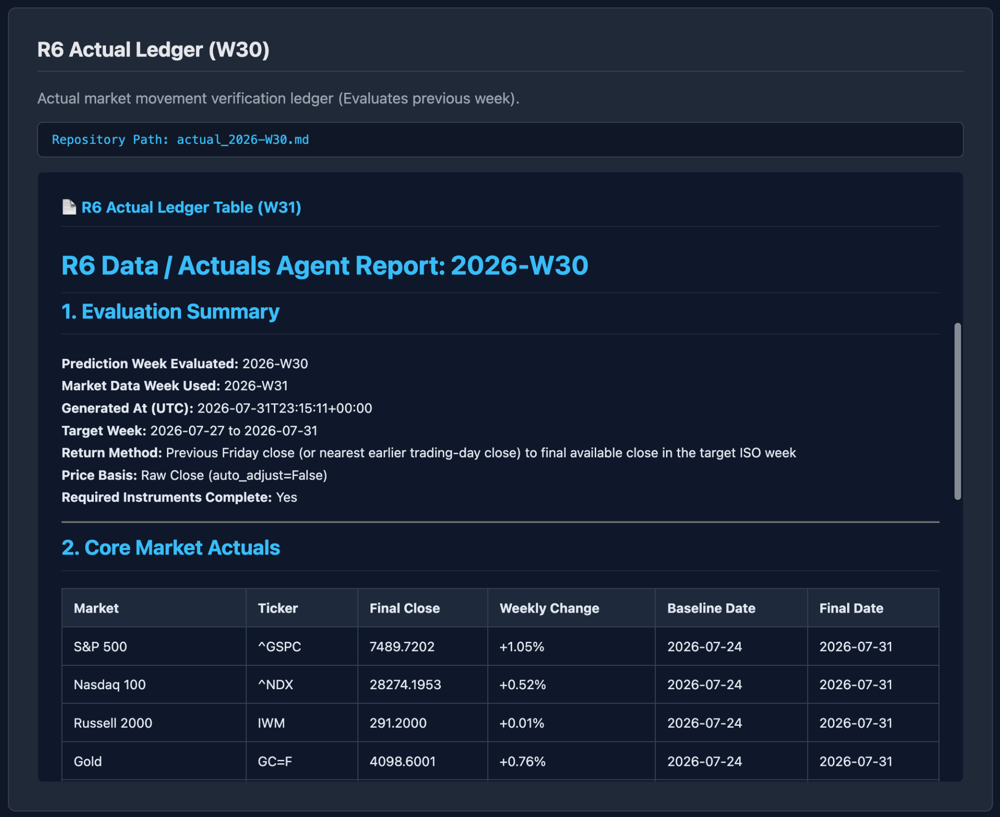 R6 Actual Ledger (W30)
Actual market movement verification ledger (Evaluates previous week).
Repository Path: actual_2026-W30.md
R6 Actual Ledger Table (W31)
R6 Data / Actuals Agent Report: 2026-W30
1. Evaluation Summary
Prediction Week Evaluated: 2026-W30
Market Data Week Used: 2026-W31
Generated At (UTC): 2026-07-31T23:15:11+00:00
Target Week: 2026-07-27 to 2026-07-31
Return Method: Previous Friday close (or nearest earlier trading-day close) to final available close in the target ISO week
Price Basis: Raw Close (auto_adjust=False)
Required Instruments Complete: Yes
2. Core Market Actuals
Market Ticker Final Close Weekly Change Baseline Date Final Date
S&P 500 ^GSPC 7489.7202 +1.05% 2026-07-24 2026-07-31
Nasdaq 100 ^NDX 28274.1953 +0.52% 2026-07-24 2026-07-31
Russell 2000 IWM 291.2000 +0.01% 2026-07-24 2026-07-31
Gold GC=F 4098.6001 +0.76% 2026-07-24 2026-07-31